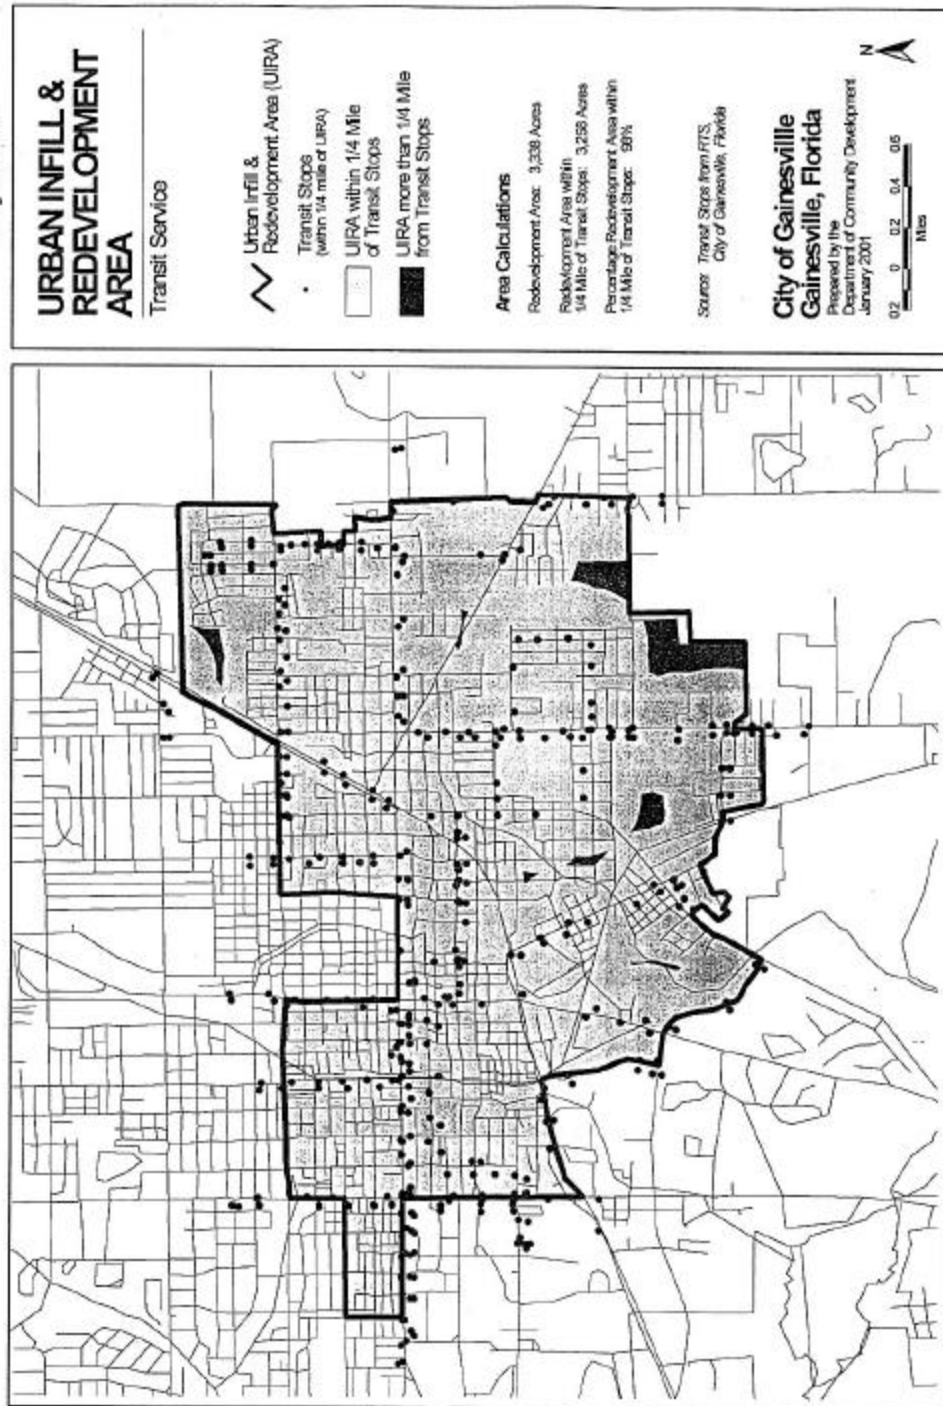 URBAN INFILL &
REDEVELOPMENT
AREA
Transit Service
Urban Infill &
Redevelopment Area (UIRA)
Transit Stops
(within 1/4 mile of UIRA)
UIRA within 1/4 Mile
of Transit Stops
UIRA more than 1/4 Mile
from Transit Stops
Area Calculations
Redevelopment Area: 3,338 Acres
Redevlopment Area within
1/4 Mile of Transit Stops: 3,258 Acres
Percentage Redevelopment Area within
1/4 Mile of Transit Stops: 98%
Source: Transit Stops from RTS,
City of Gainesville, Florida
City of Gainesville
Gainesville, Florida
Prepared by the
Department of Community Development
January 2001
N
0.2 0 0.2 0.4 0.6
Miles